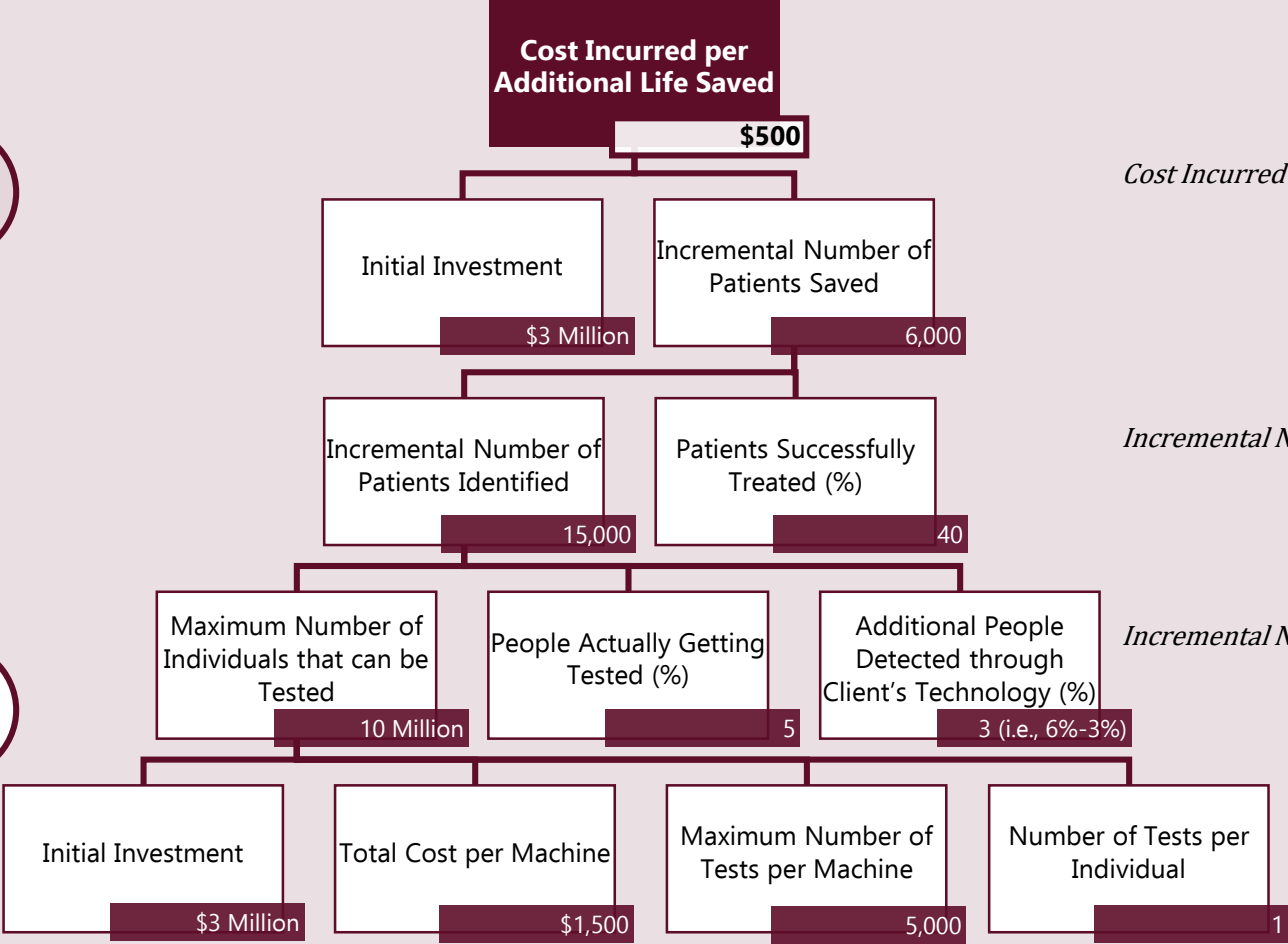 Cost Incurred per
Additional Life Saved
$500
Cost Incurred
Initial Investment
$3 Million
Incremental Number of
Patients Saved
6,000
Incremental Number of
Patients Identified
15,000
Patients Successfully
Treated (%)
40
Incremental N
Maximum Number of
Individuals that can be
Tested
10 Million
People Actually Getting
Tested (%)
5
Additional People
Detected through
Client’s Technology (%)
3 (i.e., 6%-3%)
Incremental N
Initial Investment
$3 Million
Total Cost per Machine
$1,500
Maximum Number of
Tests per Machine
5,000
Number of Tests per
Individual
1